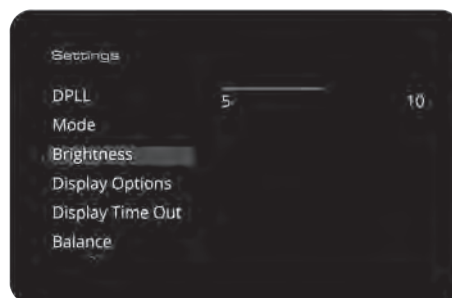 Settings
DPLL
Mode
Brightness
Display Options
Display Time Out
Balance
5 10